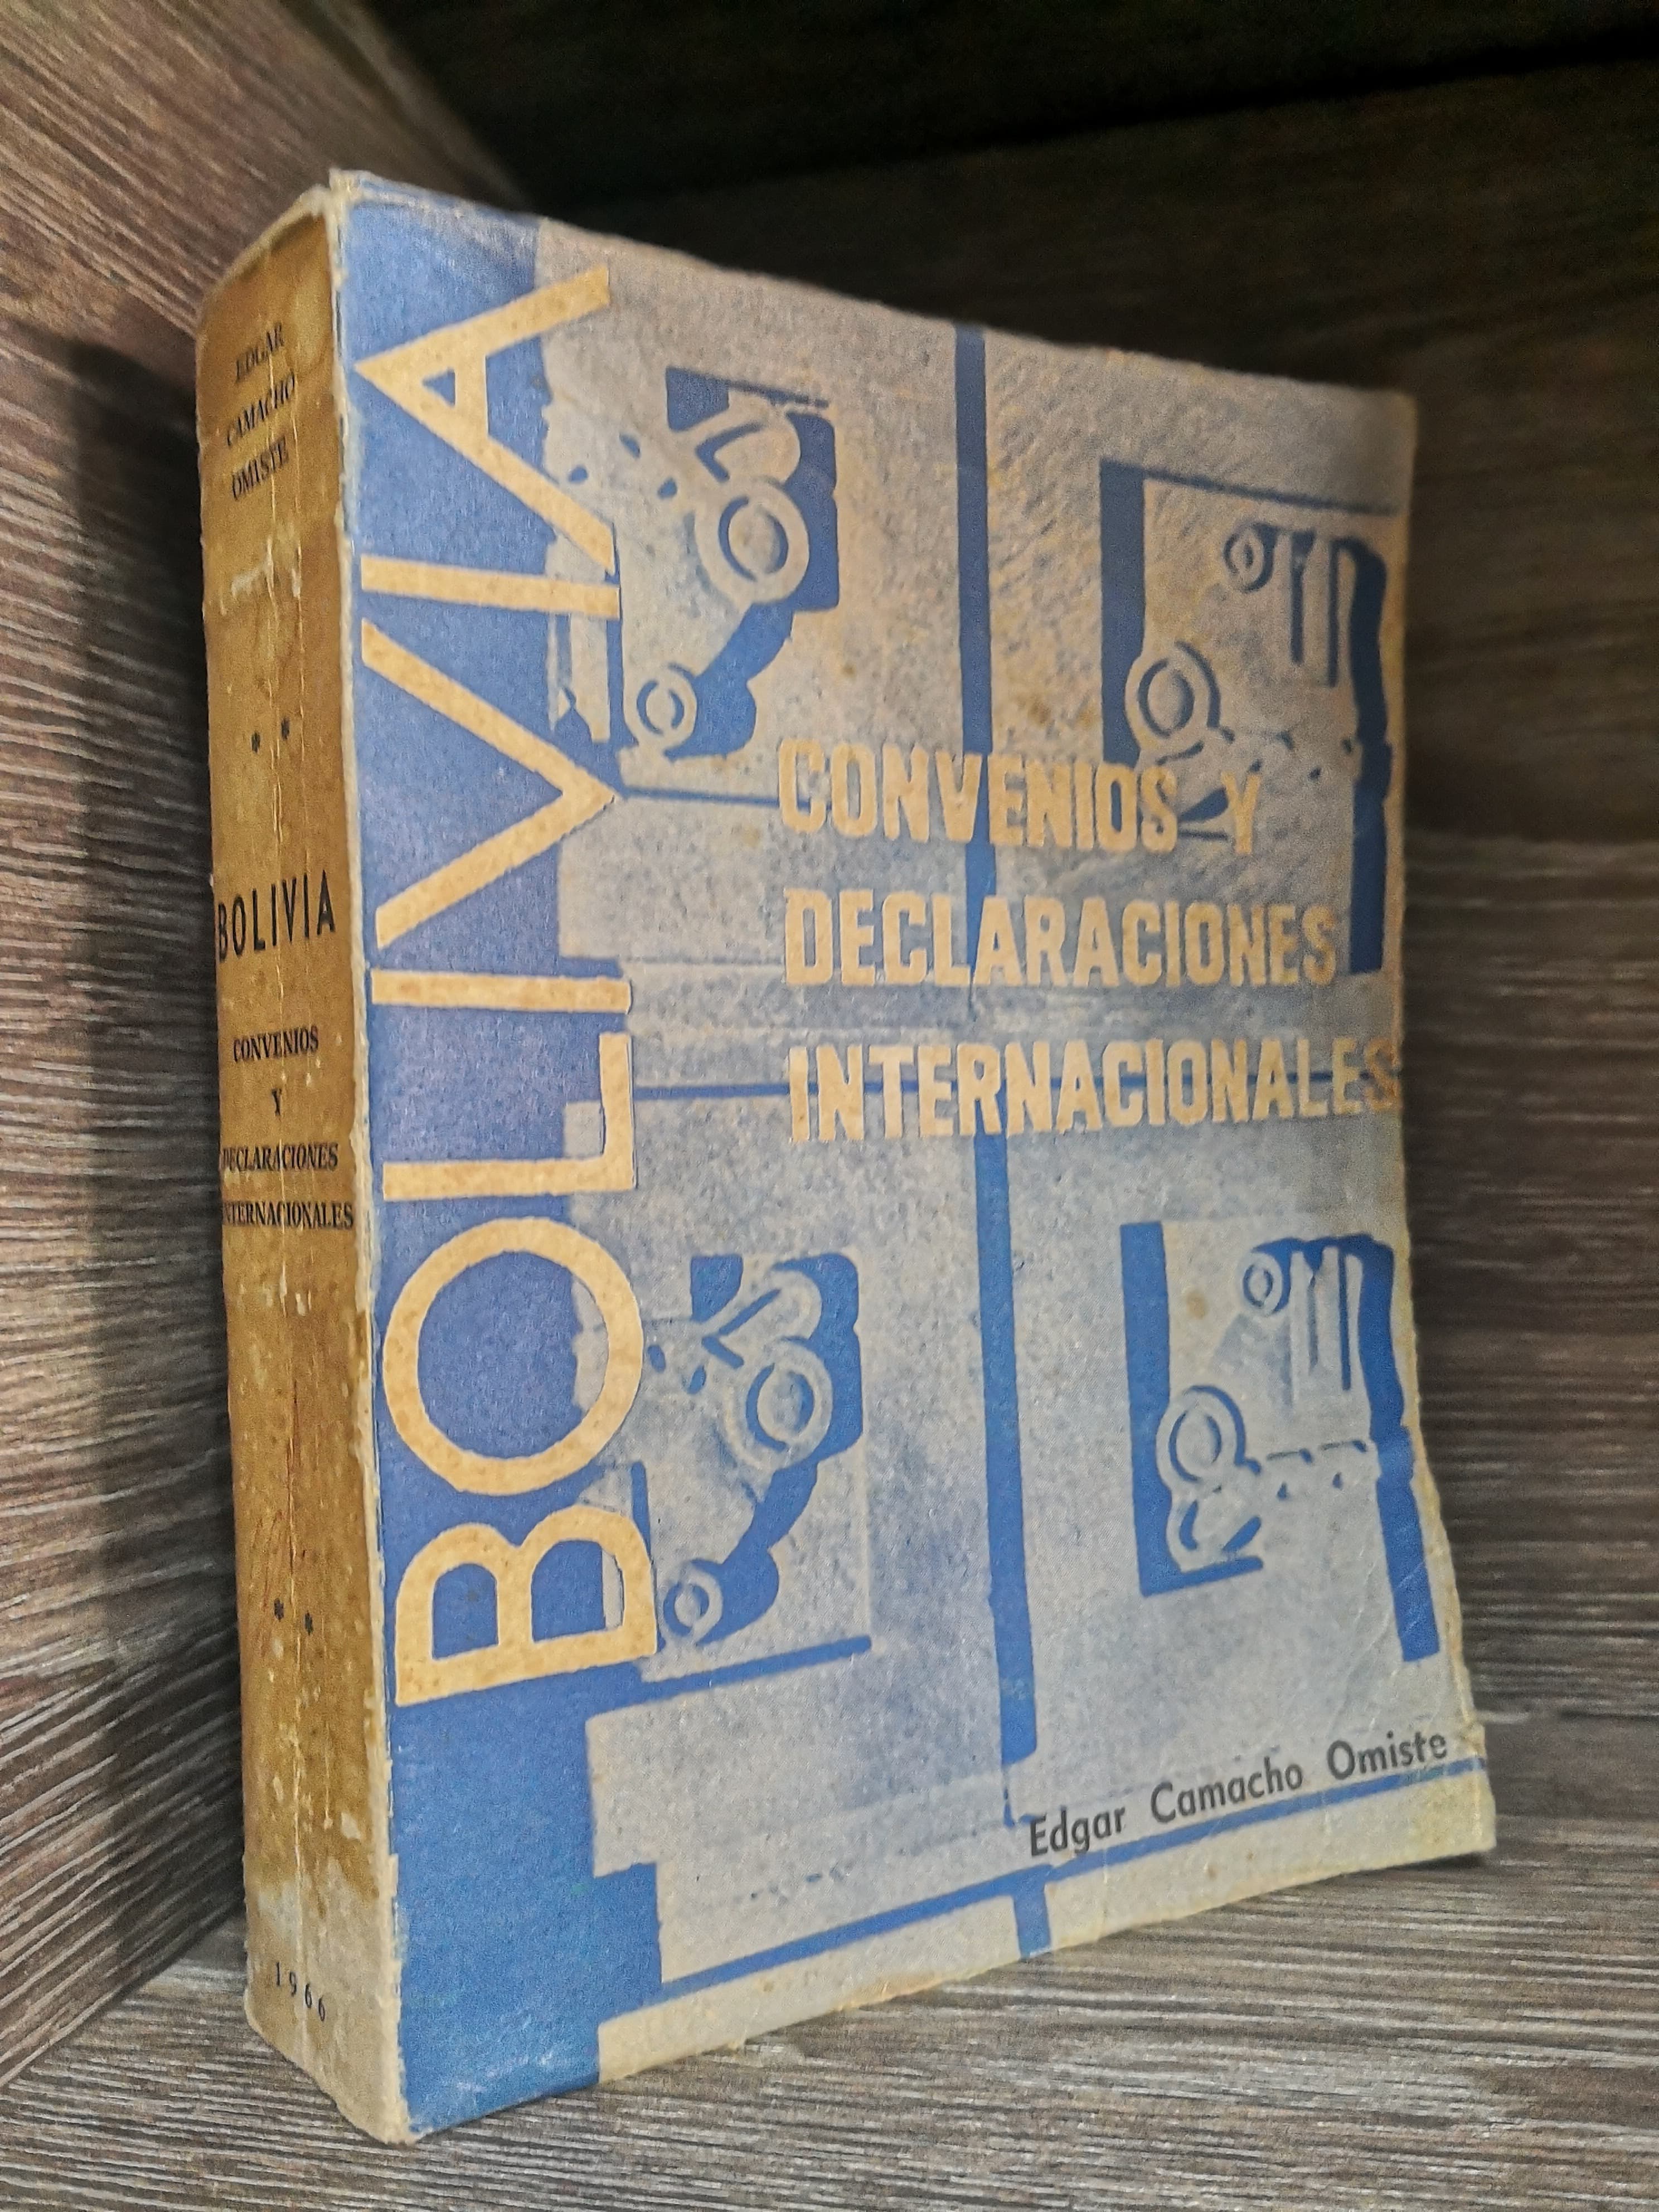 EDGAR
CAMACHO
OMISTE
* *
BOLIVIA
CONVENIOS
Y
DECLARACIONES
INTERNACIONALES
* *
1966
BOLIVIA
CONVENIOS Y
DECLARACIONES
INTERNACIONALES
Edgar Camacho Omiste